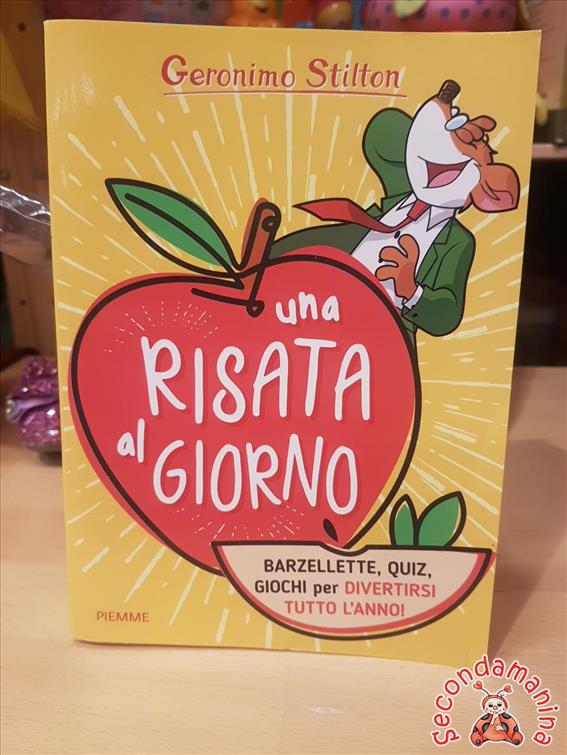 Geronimo Stilton
una
RISATA
al GIORNO
BARZELLETTE, QUIZ,
GIOCHI per DIVERTIRSI
TUTTO L'ANNO!
PIEMME
Secondamanina